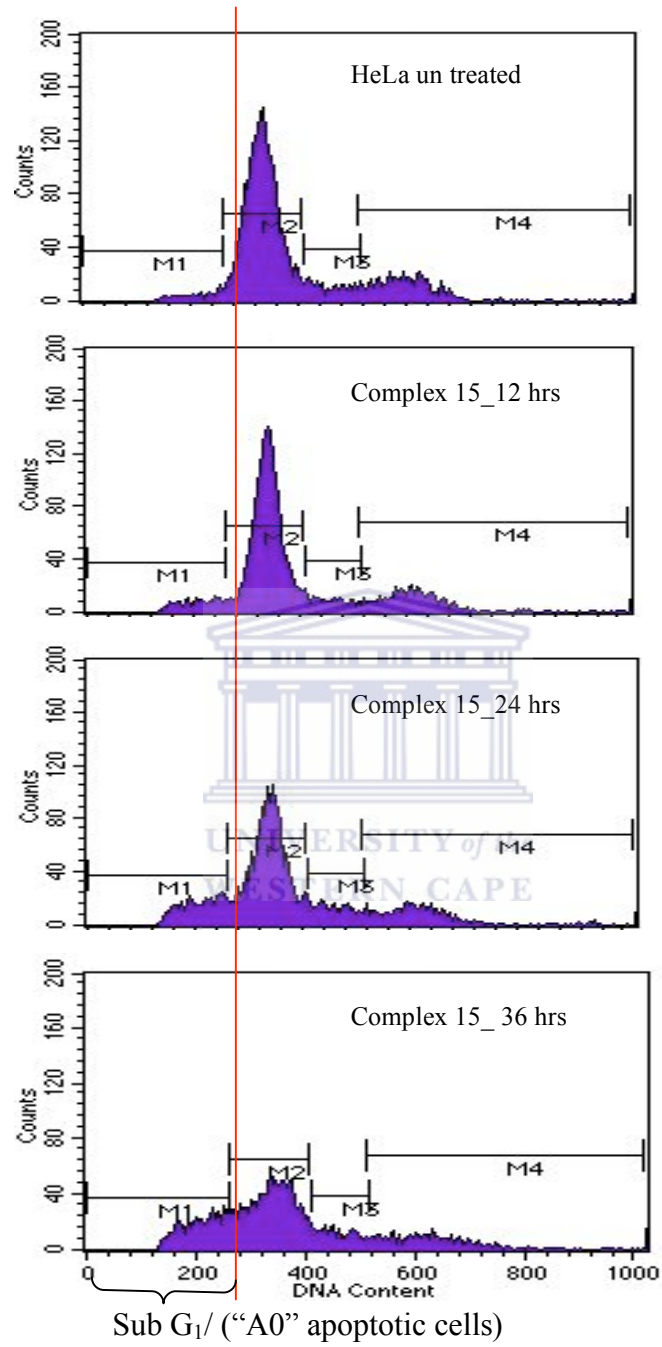 200
160
120
80
40
0
Counts
HeLa un treated
M1
M2
M3
M4
200
160
120
80
40
0
Counts
Complex 15_12 hrs
M1
M2
M3
M4
200
160
120
80
40
0
Counts
Complex 15_24 hrs
M1
M2
M3
M4
UNIVERSITY of the
WESTERN CAPE
200
160
120
80
40
0
Counts
Complex 15_ 36 hrs
M1
M2
M3
M4
0 200 400 600 800 1000
DNA Content
Sub G₁/ (“A0” apoptotic cells)